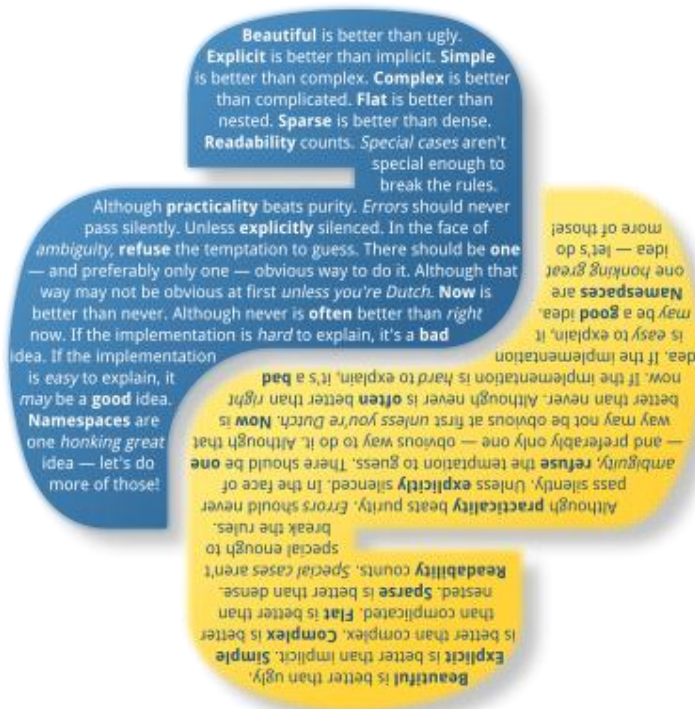 Beautiful is better than ugly.
Explicit is better than implicit. Simple
is better than complex. Complex is better
than complicated. Flat is better than
nested. Sparse is better than dense.
Readability counts. Special cases aren't
special enough to
break the rules.
Although practicality beats purity. Errors should never
pass silently. Unless explicitly silenced. In the face of
ambiguity, refuse the temptation to guess. There should be one
— and preferably only one — obvious way to do it. Although that
way may not be obvious at first unless you're Dutch. Now is
better than never. Although never is often better than right
now. If the implementation is hard to explain, it's a bad
idea. If the implementation
is easy to explain, it
may be a good idea.
Namespaces are
one honking great
idea — let's do
more of those!
Beautiful is better than ugly.
Explicit is better than implicit. Simple
is better than complex. Complex is better
than complicated. Flat is better than
nested. Sparse is better than dense.
Readability counts. Special cases aren't
special enough to
break the rules.
Although practicality beats purity. Errors should never
pass silently. Unless explicitly silenced. In the face of
ambiguity, refuse the temptation to guess. There should be one
— and preferably only one — obvious way to do it. Although that
way may not be obvious at first unless you're Dutch. Now is
better than never. Although never is often better than right
now. If the implementation is hard to explain, it's a bad
idea. If the implementation
is easy to explain, it
may be a good idea.
Namespaces are
one honking great
idea — let's do
more of those!